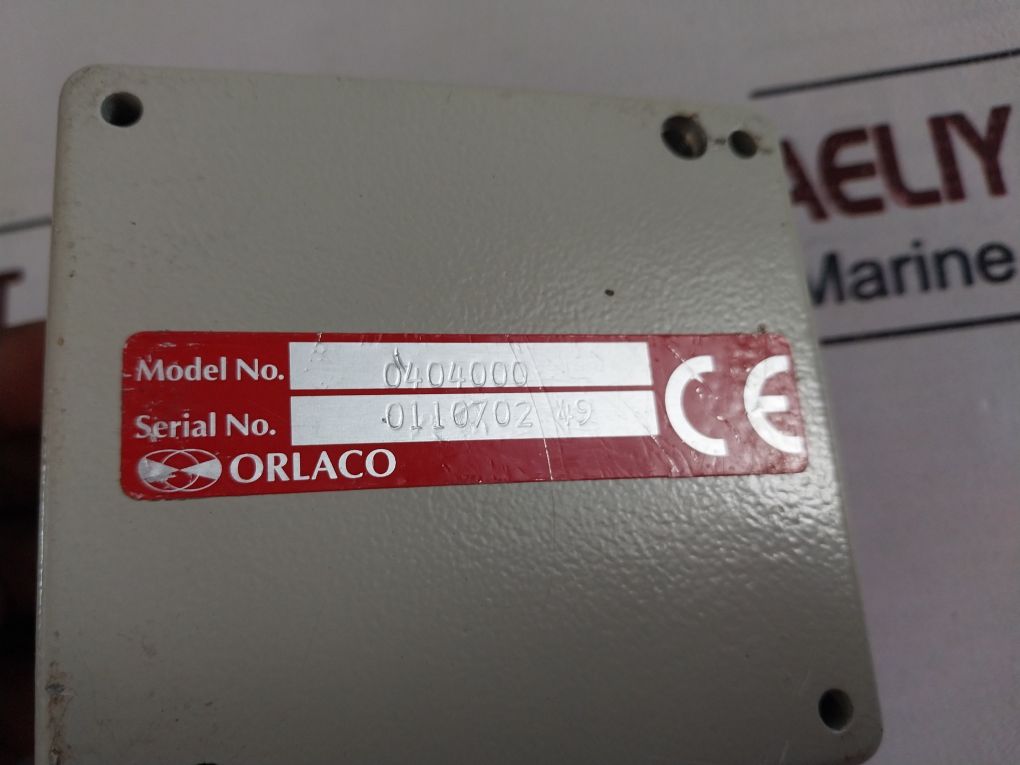 AELIY
Marine
T
Model No. 0404000
Serial No. 0110702 49
ORLACO
CE